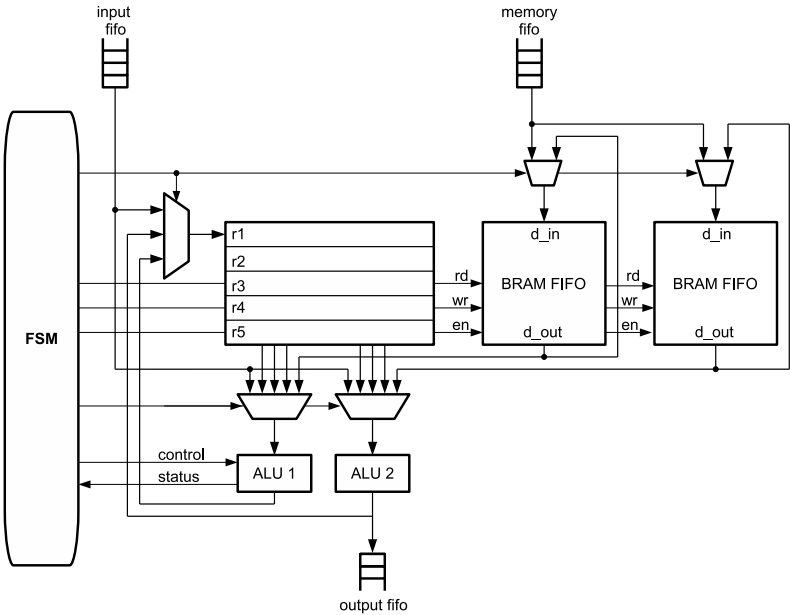 input
fifo
memory
fifo
d_in
d_in
r1
r2
r3
r4
r5
rd
wr
en
BRAM FIFO
d_out
rd
wr
en
BRAM FIFO
d_out
FSM
control
status
ALU 1
ALU 2
output fifo